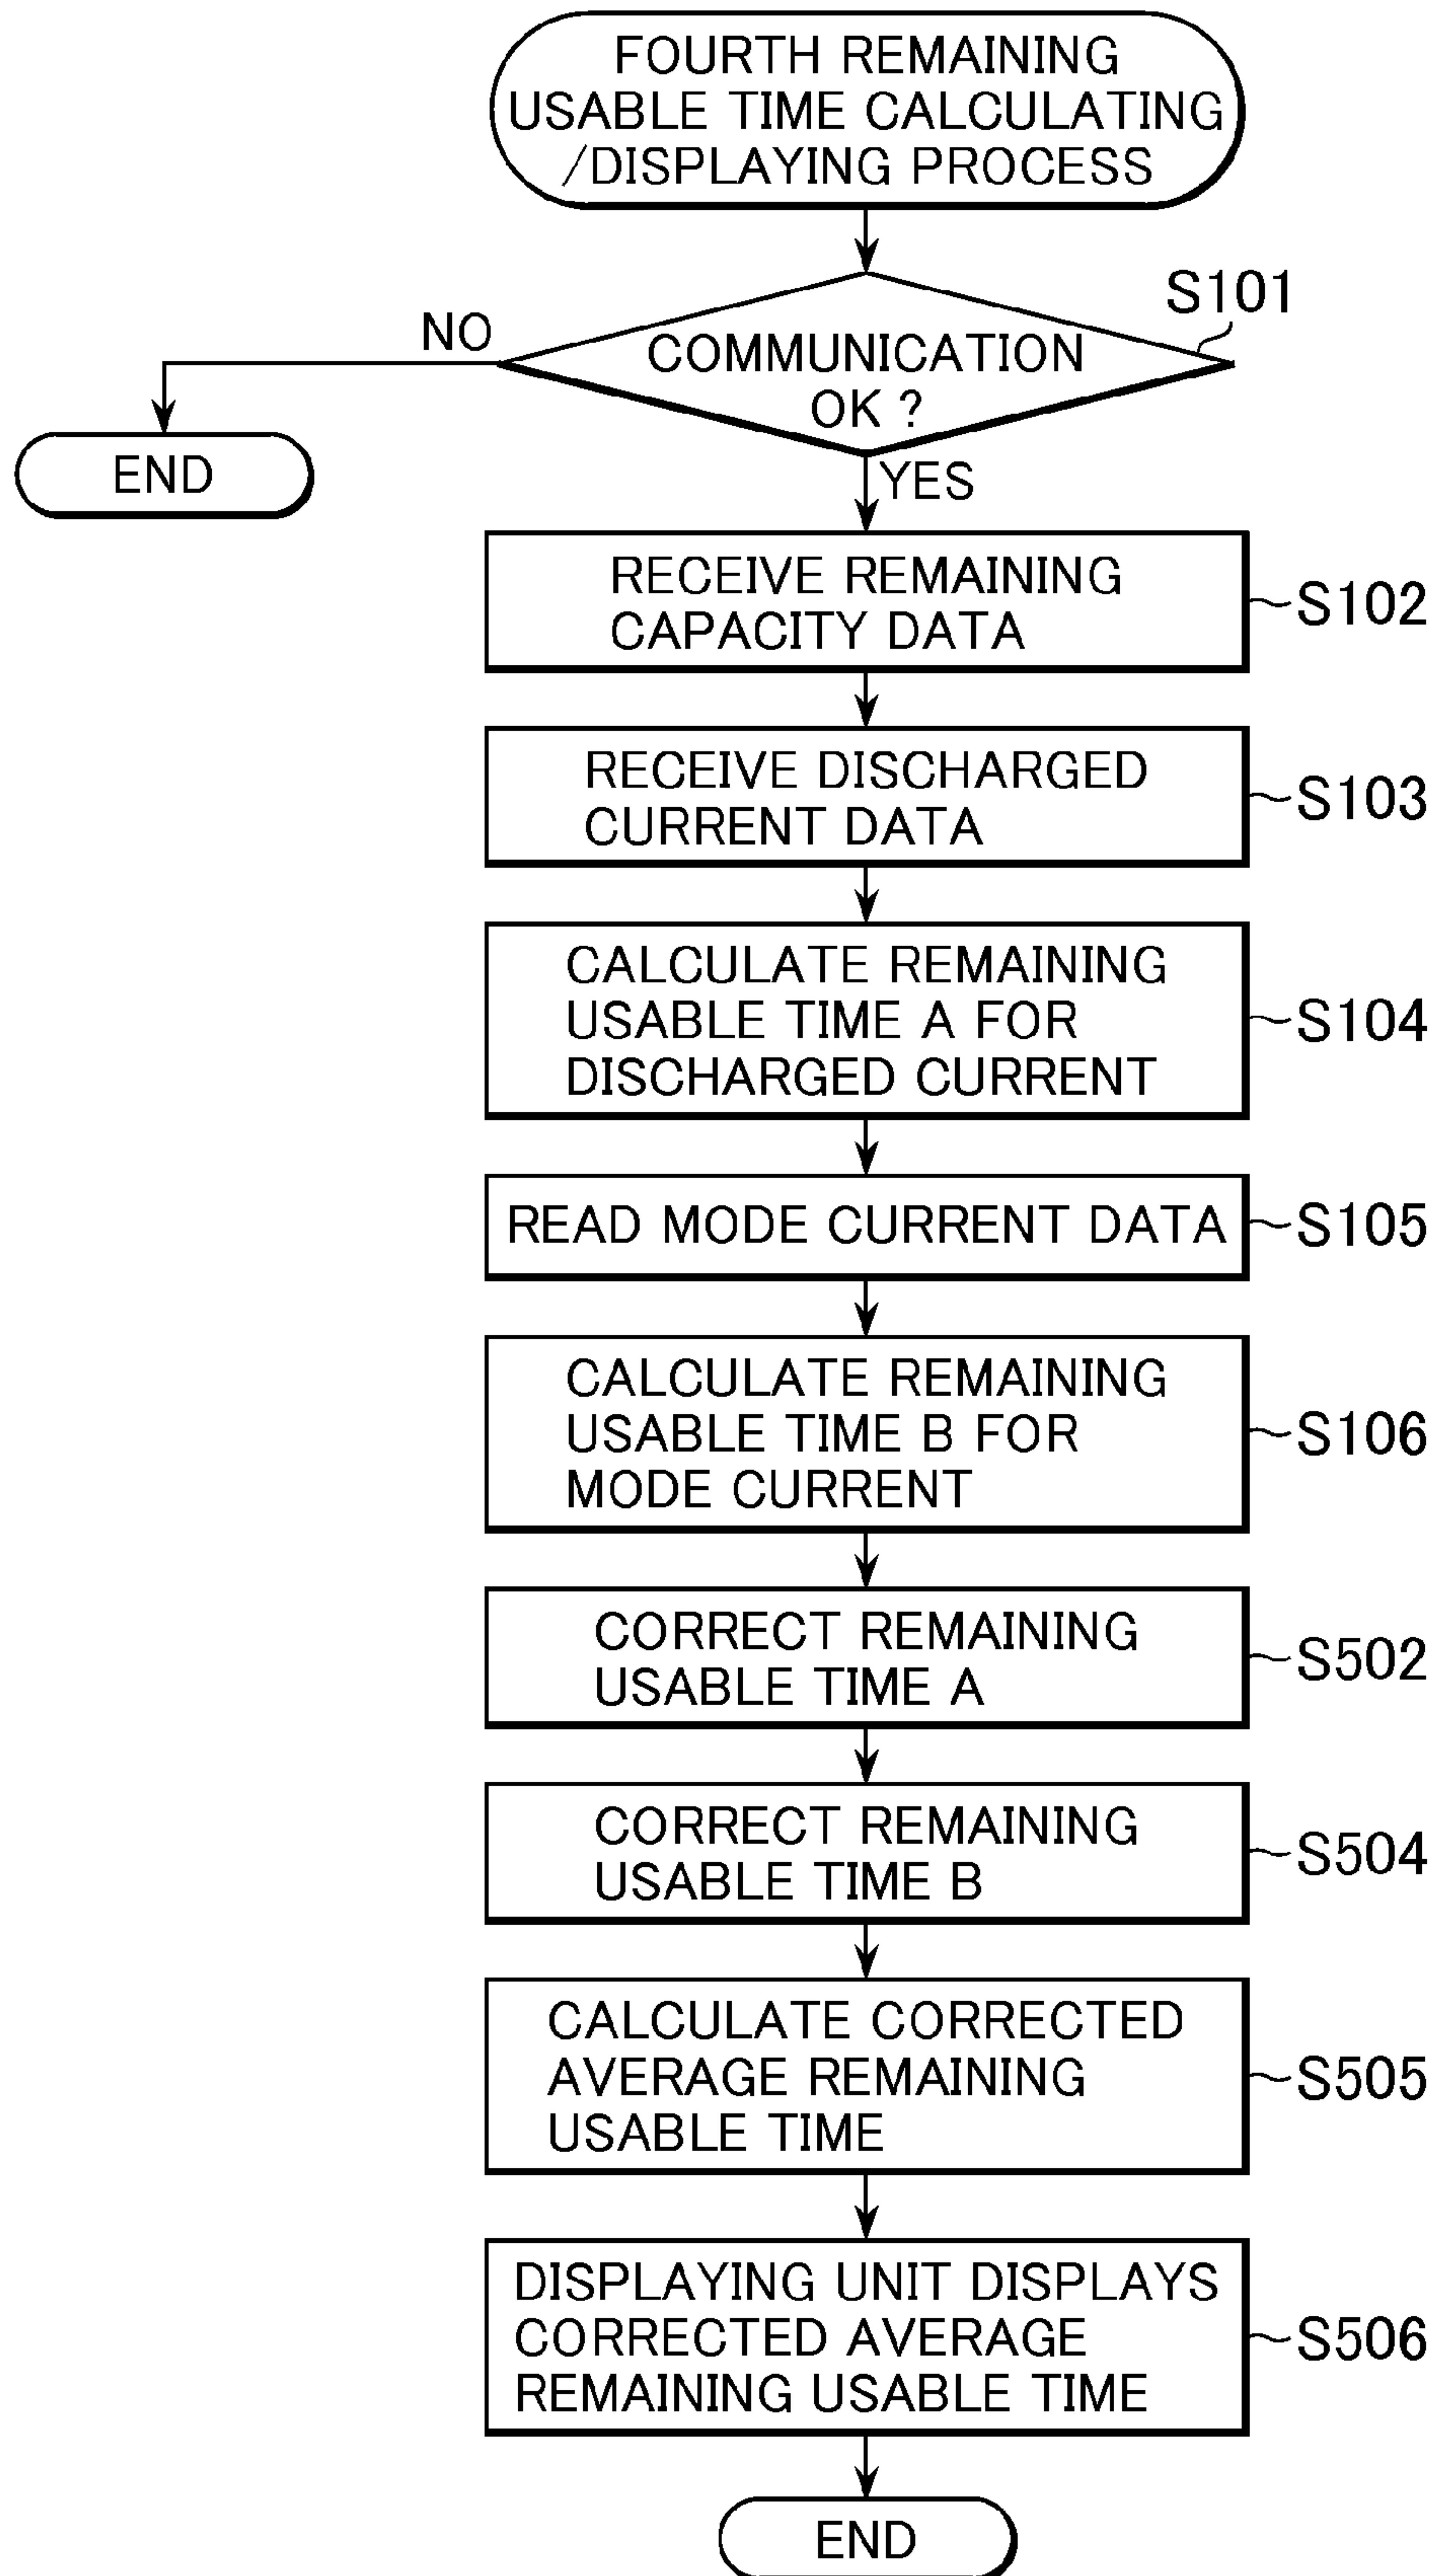 FOURTH REMAINING
USABLE TIME CALCULATING
/DISPLAYING PROCESS
S101
NO
COMMUNICATION
OK ?
END
YES
RECEIVE REMAINING
CAPACITY DATA
S102
RECEIVE DISCHARGED
CURRENT DATA
S103
CALCULATE REMAINING
USABLE TIME A FOR
DISCHARGED CURRENT
S104
READ MODE CURRENT DATA
S105
CALCULATE REMAINING
USABLE TIME B FOR
MODE CURRENT
S106
CORRECT REMAINING
USABLE TIME A
S502
CORRECT REMAINING
USABLE TIME B
S504
CALCULATE CORRECTED
AVERAGE REMAINING
USABLE TIME
S505
DISPLAYING UNIT DISPLAYS
CORRECTED AVERAGE
REMAINING USABLE TIME
S506
END